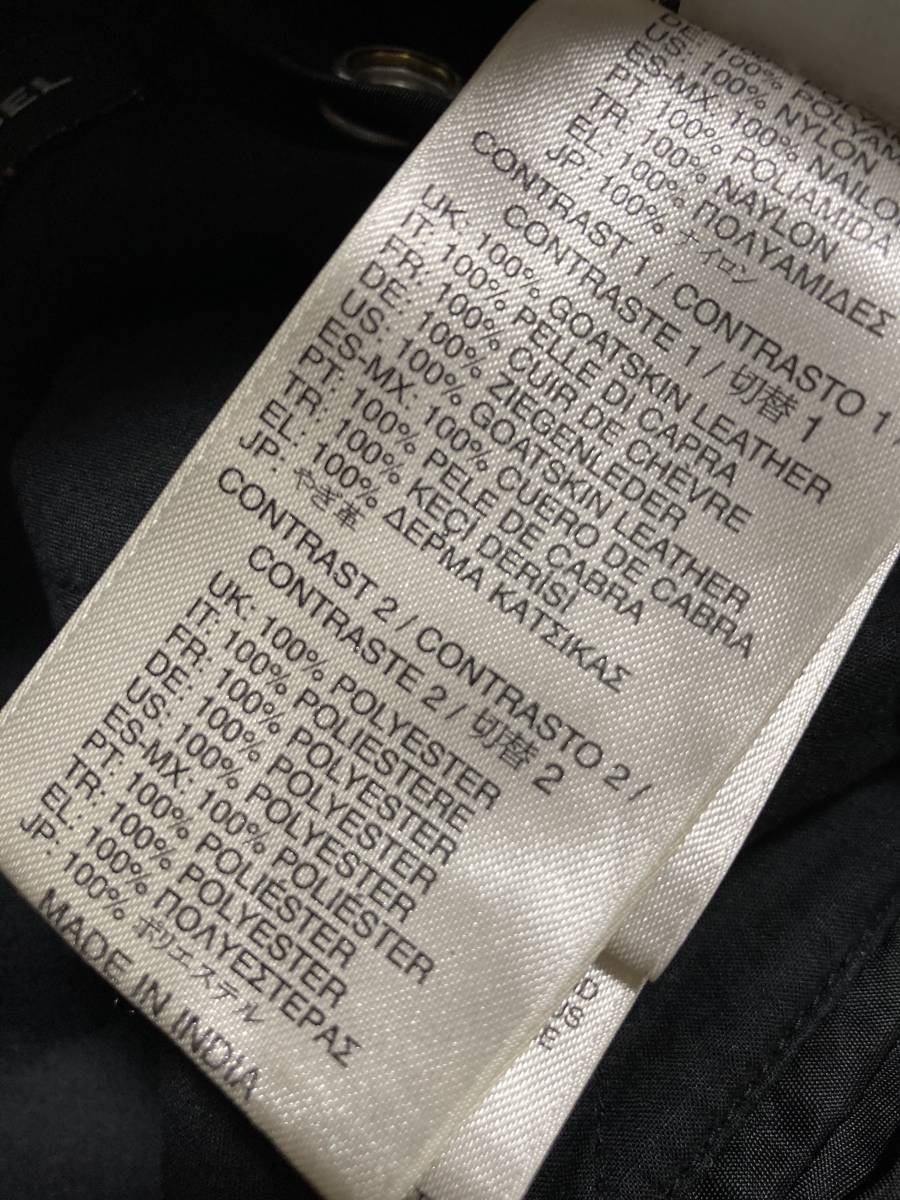 EL
DE: 100% POLYAM
US: 100% NYLON
ES-MX: 100% NAILO
PT: 100% POLIAMIDA
TR: 100% NAYLON
EL: 100% ΠΟΛΥΑΜΙΔΕΣ
JP: 100% ナイロン
CONTRAST 1 / CONTRASTO 1 /
CONTRASTE 1 / 切替 1
UK: 100% GOATSKIN LEATHER
IT: 100% PELLE DI CAPRA
FR: 100% CUIR DE CHÈVRE
DE: 100% ZIEGENLEDER
US: 100% GOATSKIN LEATHER
ES-MX: 100% CUERO DE CABRA
PT: 100% PELE DE CABRA
TR: 100% KEÇİ DERİSİ
EL: 100% ΔΕΡΜΑ ΚΑΤΣΙΚΑΣ
JP: やぎ革
CONTRAST 2 / CONTRASTO 2 /
CONTRASTE 2 / 切替 2
UK: 100% POLYESTER
IT: 100% POLIESTERE
FR: 100% POLYESTER
DE: 100% POLYESTER
US: 100% POLYESTER
ES-MX: 100% POLIÉSTER
PT: 100% POLIÉSTER
TR: 100% POLYESTER
EL: 100% ΠΟΛΥΕΣΤΕΡΑΣ
JP: 100% ポリエステル
MADE IN INDIA